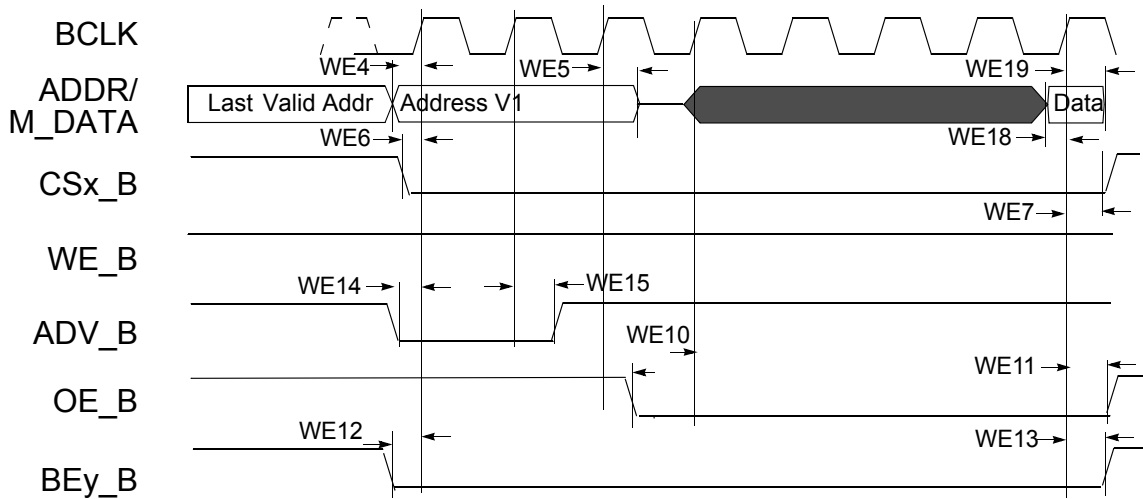 BCLK
WE4
WE5
WE19
ADDR/
M_DATA
Last Valid Addr
Address V1
Data
WE6
WE18
CSx_B
WE7
WE_B
WE14
WE15
ADV_B
WE10
WE11
OE_B
WE12
WE13
BEy_B